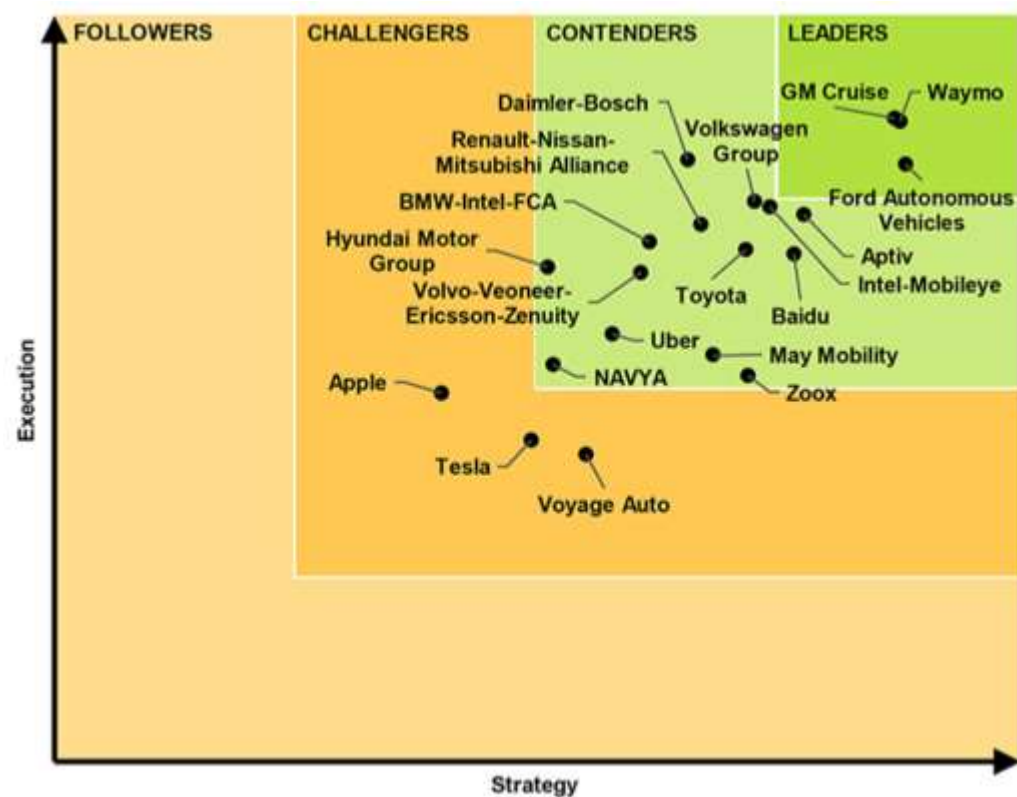 FOLLOWERS
CHALLENGERS
CONTENDERS
LEADERS
GM Cruise
Waymo
Daimler-Bosch
Volkswagen
Group
Renault-Nissan-
Mitsubishi Alliance
Ford Autonomous
Vehicles
BMW-Intel-FCA
Hyundai Motor
Group
Aptiv
Volvo-Veoneer-
Ericsson-Zenuity
Toyota
Intel-Mobileye
Baidu
Uber
May Mobility
NAVYA
Zoox
Apple
Tesla
Voyage Auto
Execution
Strategy